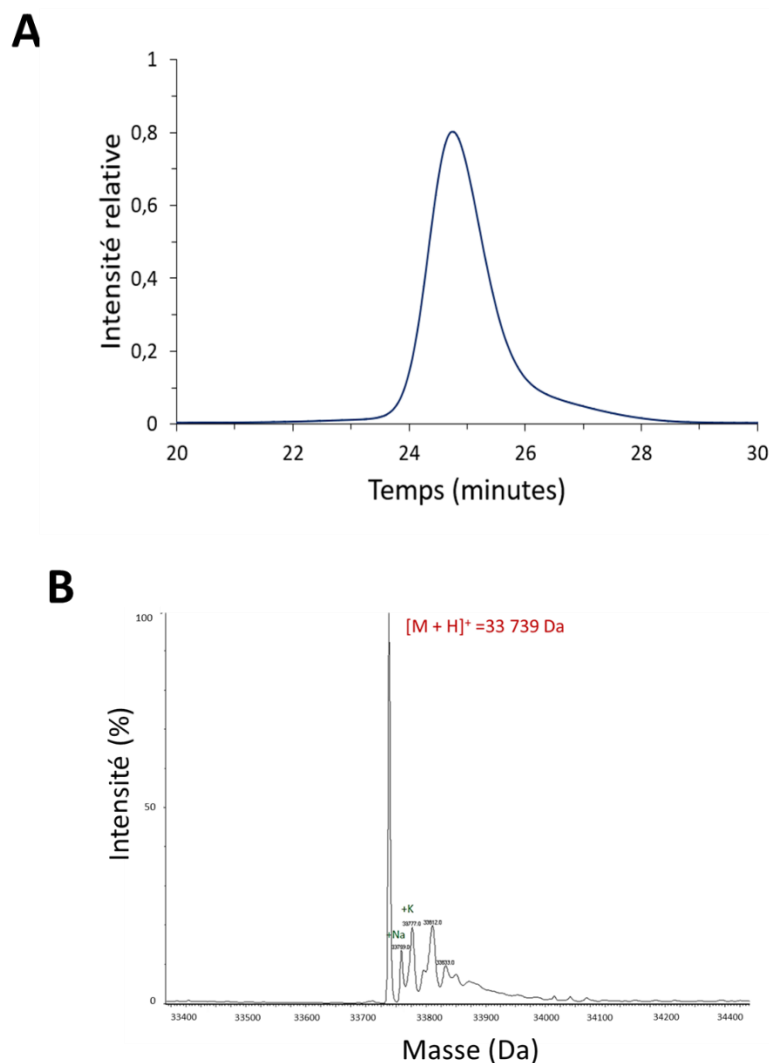 A
Intensité relative
1
0,8
0,6
0,4
0,2
0
20 22 24 26 28 30
Temps (minutes)
B
Intensité (%)
100
50
0
[M + H]⁺ =33 739 Da
+K
+Na
33777.0
33812.0
33400 33500 33600 33700 33800 33900 34000 34100 34200 34400
Masse (Da)